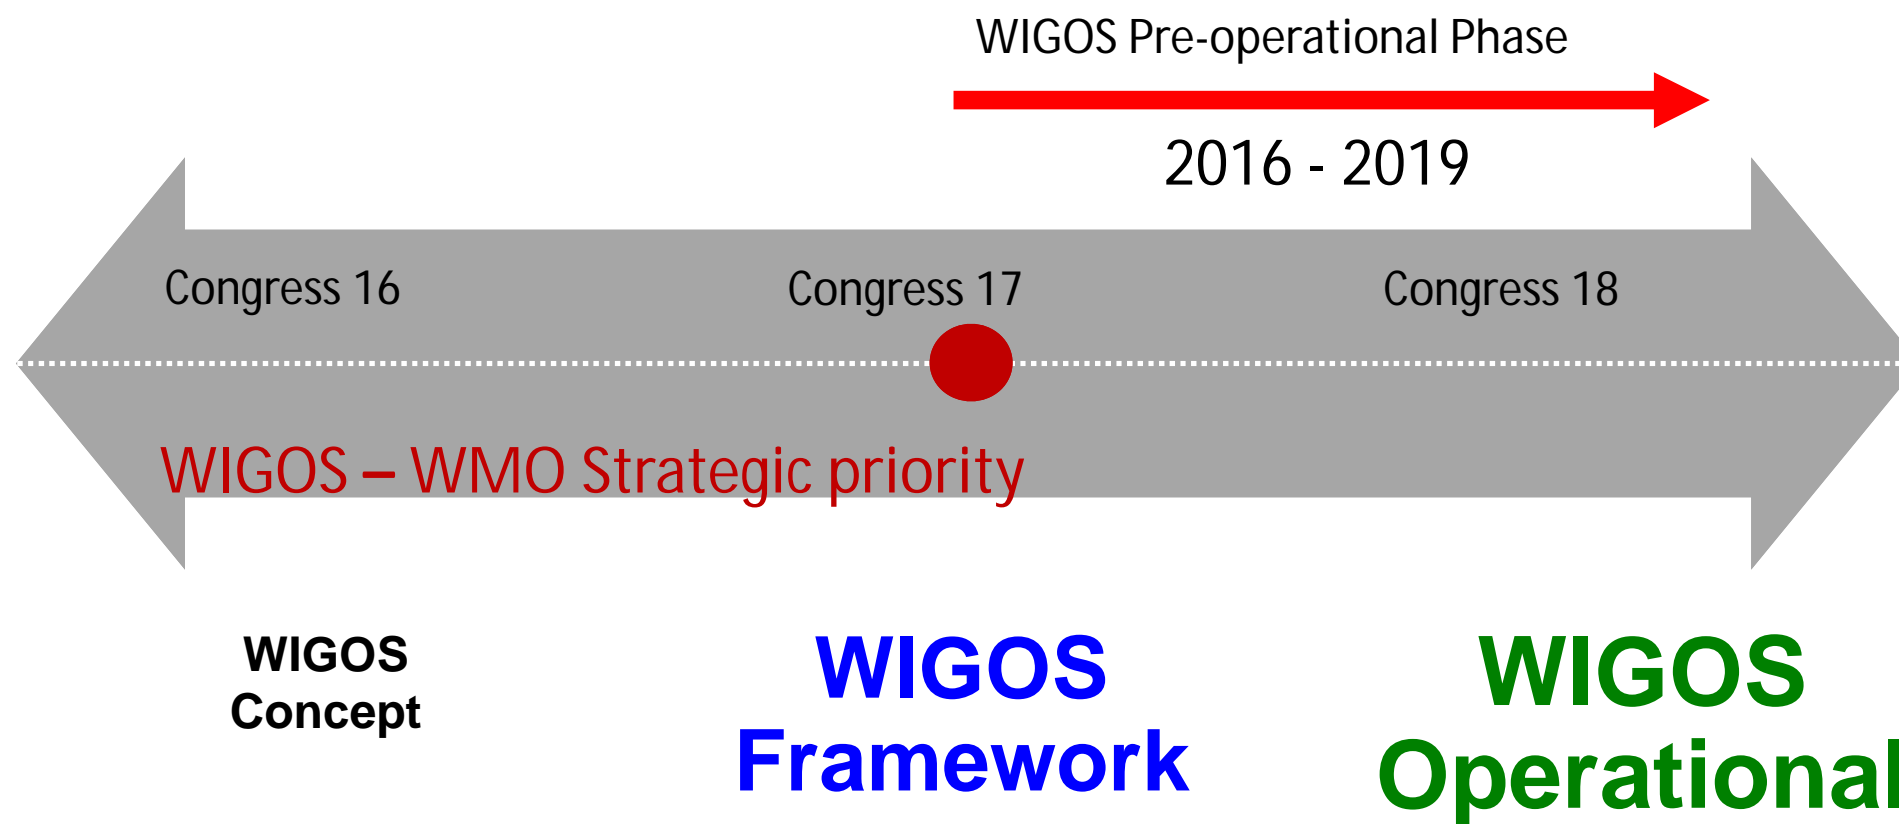 WIGOS Pre-operational Phase
2016 - 2019
Congress 16
Congress 17
Congress 18
WIGOS – WMO Strategic priority
WIGOS
Concept
WIGOS
Framework
WIGOS
Operational